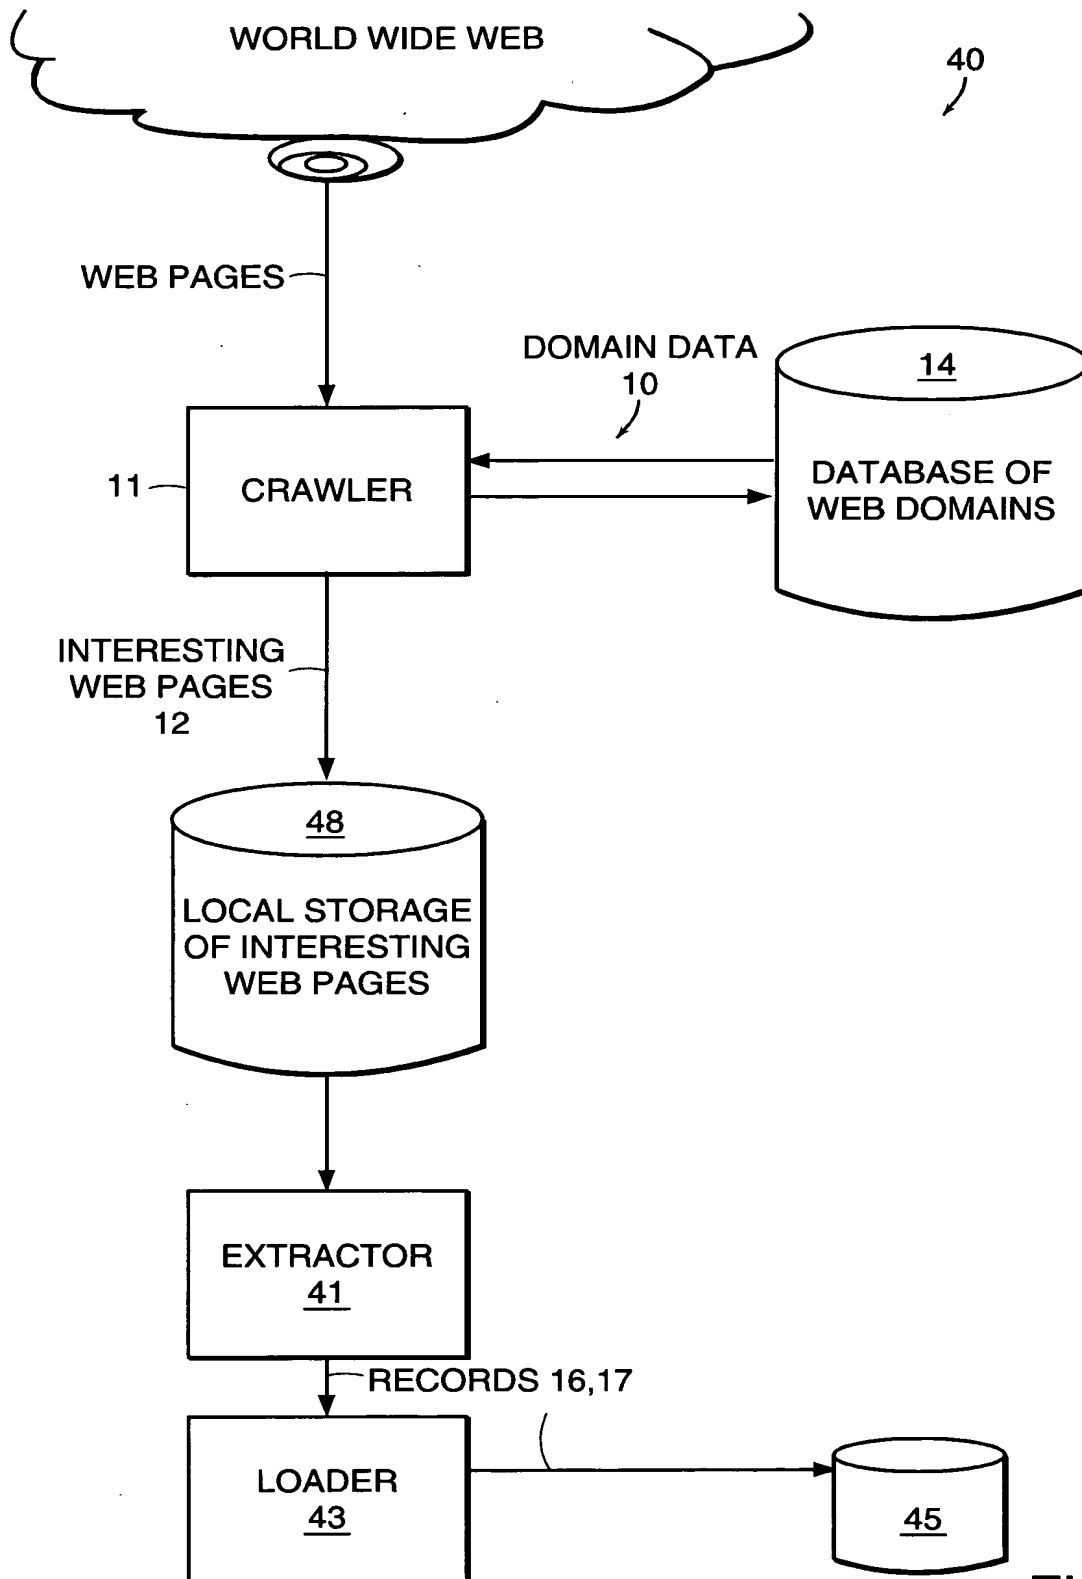 WORLD WIDE WEB
40
WEB PAGES
DOMAIN DATA
10
14
11
CRAWLER
DATABASE OF
WEB DOMAINS
INTERESTING
WEB PAGES
12
48
LOCAL STORAGE
OF INTERESTING
WEB PAGES
EXTRACTOR
41
RECORDS 16,17
LOADER
43
45